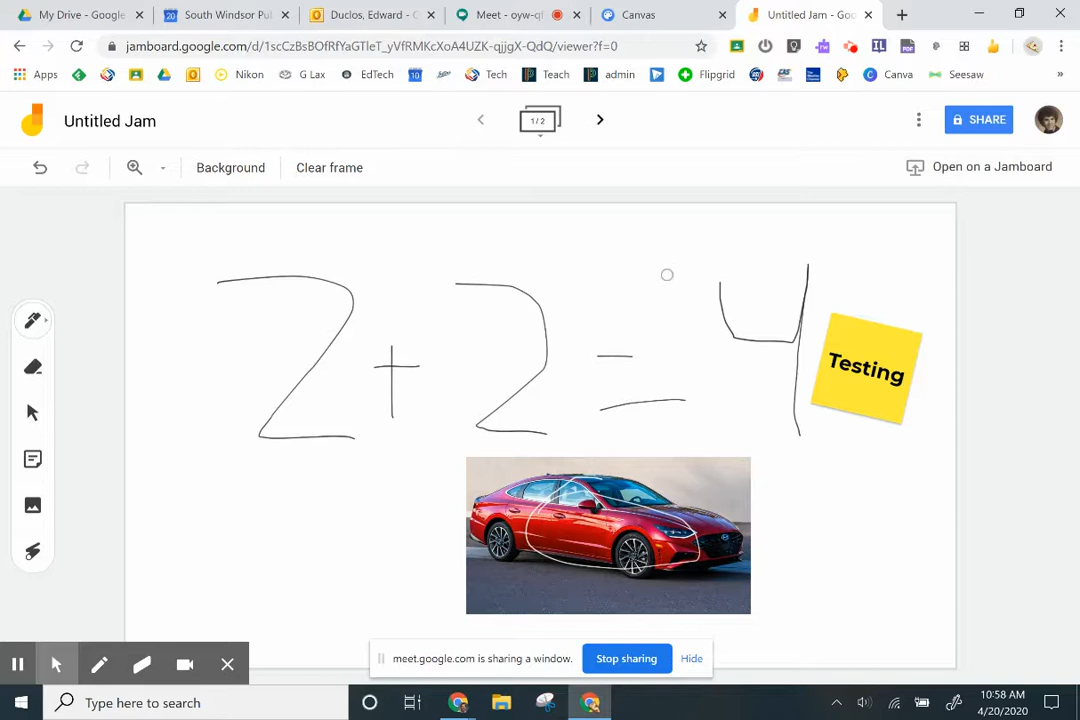 My Drive - Google
South Windsor Pu
Duclos, Edward - C
Meet - oyw-q
Canvas
Untitled Jam - Goo
jamboard.google.com/d/1scCzBsBOfRfYaGTleT_yVfRMKcXoA4UZK-qjjgX-QdQ/viewer?f=0
Apps
Nikon
G Lax
EdTech
Tech
Teach
admin
Flipgrid
Canva
Seesaw
Untitled Jam
1/2
SHARE
Background
Clear frame
Open on a Jamboard
2+2=4
Testing
meet.google.com is sharing a window.
Stop sharing
Hide
Type here to search
10:58 AM
4/20/2020